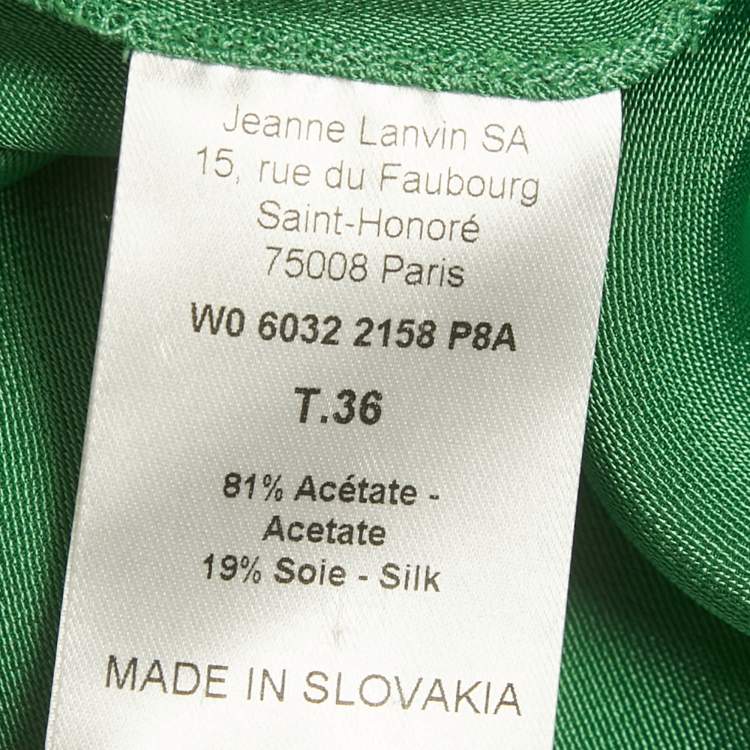 Jeanne Lanvin SA
15, rue du Faubourg
Saint-Honoré
75008 Paris
W0 6032 2158 P8A
T.36
81% Acétate -
Acetate
19% Soie - Silk
MADE IN SLOVAKIA